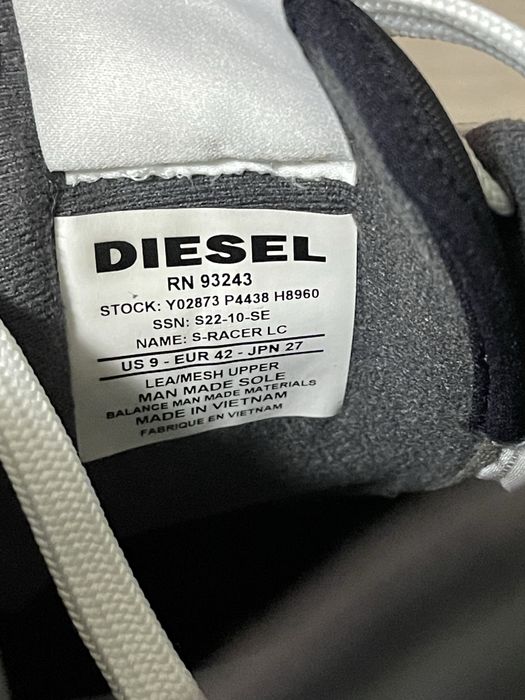 DIESEL
RN 93243
STOCK: Y02873 P4438 H8960
SSN: S22-10-SE
NAME: S-RACER LC
US 9 - EUR 42 - JPN 27
LEA/MESH UPPER
MAN MADE SOLE
BALANCE MAN MADE MATERIALS
MADE IN VIETNAM
FABRIQUE EN VIETNAM